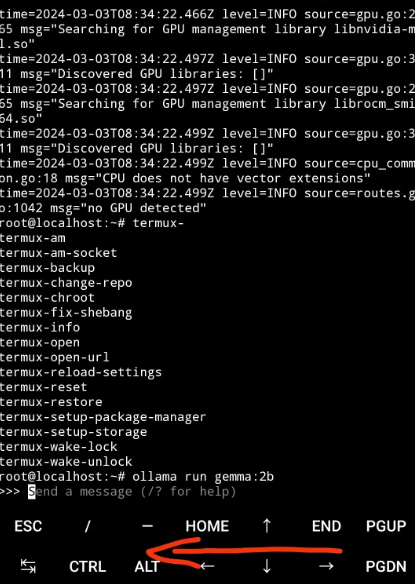 time=2024-03-03T08:34:22.466Z level=INFO source=gpu.go:2
65 msg="Searching for GPU management library libnvidia-m
l.so"
time=2024-03-03T08:34:22.497Z level=INFO source=gpu.go:3
11 msg="Discovered GPU libraries: []"
time=2024-03-03T08:34:22.497Z level=INFO source=gpu.go:2
65 msg="Searching for GPU management library librocm_smi
64.so"
time=2024-03-03T08:34:22.499Z level=INFO source=gpu.go:3
11 msg="Discovered GPU libraries: []"
time=2024-03-03T08:34:22.499Z level=INFO source=cpu_comm
on.go:18 msg="CPU does not have vector extensions"
time=2024-03-03T08:34:22.499Z level=INFO source=routes.g
o:1042 msg="no GPU detected"
root@localhost:~# termux-
termux-am
termux-am-socket
termux-backup
termux-change-repo
termux-chroot
termux-fix-shebang
termux-info
termux-open
termux-open-url
termux-reload-settings
termux-reset
termux-restore
termux-setup-package-manager
termux-setup-storage
termux-wake-lock
termux-wake-unlock
root@localhost:~# ollama run gemma:2b
>>> Send a message (/? for help)
ESC / — HOME ↑ END PGUP
↹ CTRL ALT ← ↓ → PGDN